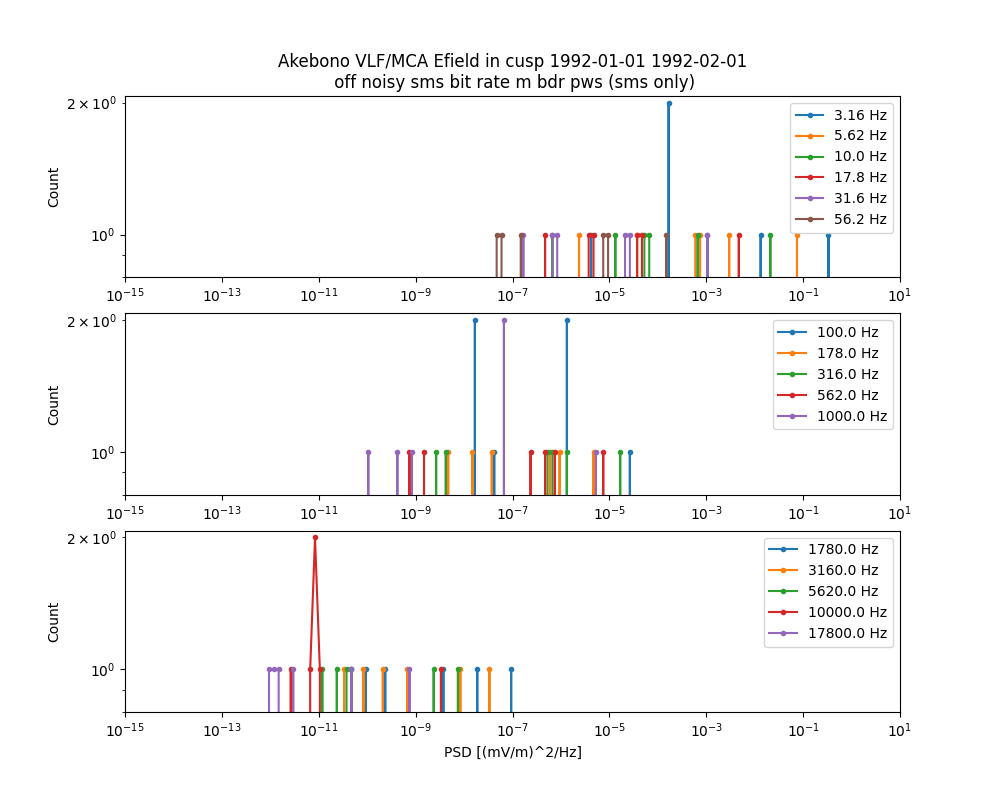 Akebono VLF/MCA Efield in cusp 1992-01-01 1992-02-01
off noisy sms bit rate m bdr pws (sms only)
2 × 10⁰
10⁰
Count
3.16 Hz
5.62 Hz
10.0 Hz
17.8 Hz
31.6 Hz
56.2 Hz
10⁻¹⁵ 10⁻¹³ 10⁻¹¹ 10⁻⁹ 10⁻⁷ 10⁻⁵ 10⁻³ 10⁻¹ 10¹
2 × 10⁰
10⁰
Count
100.0 Hz
178.0 Hz
316.0 Hz
562.0 Hz
1000.0 Hz
10⁻¹⁵ 10⁻¹³ 10⁻¹¹ 10⁻⁹ 10⁻⁷ 10⁻⁵ 10⁻³ 10⁻¹ 10¹
2 × 10⁰
10⁰
Count
1780.0 Hz
3160.0 Hz
5620.0 Hz
10000.0 Hz
17800.0 Hz
10⁻¹⁵ 10⁻¹³ 10⁻¹¹ 10⁻⁹ 10⁻⁷ 10⁻⁵ 10⁻³ 10⁻¹ 10¹
PSD [(mV/m)^2/Hz]